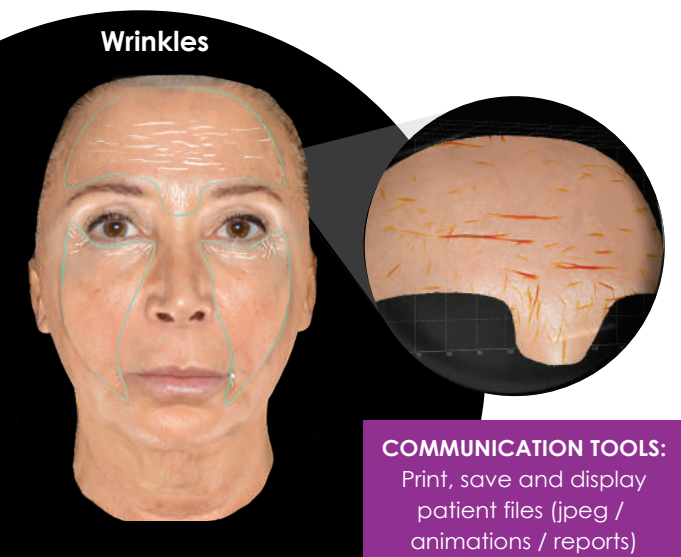 Wrinkles
COMMUNICATION TOOLS:
Print, save and display
patient files (jpeg /
animations / reports)